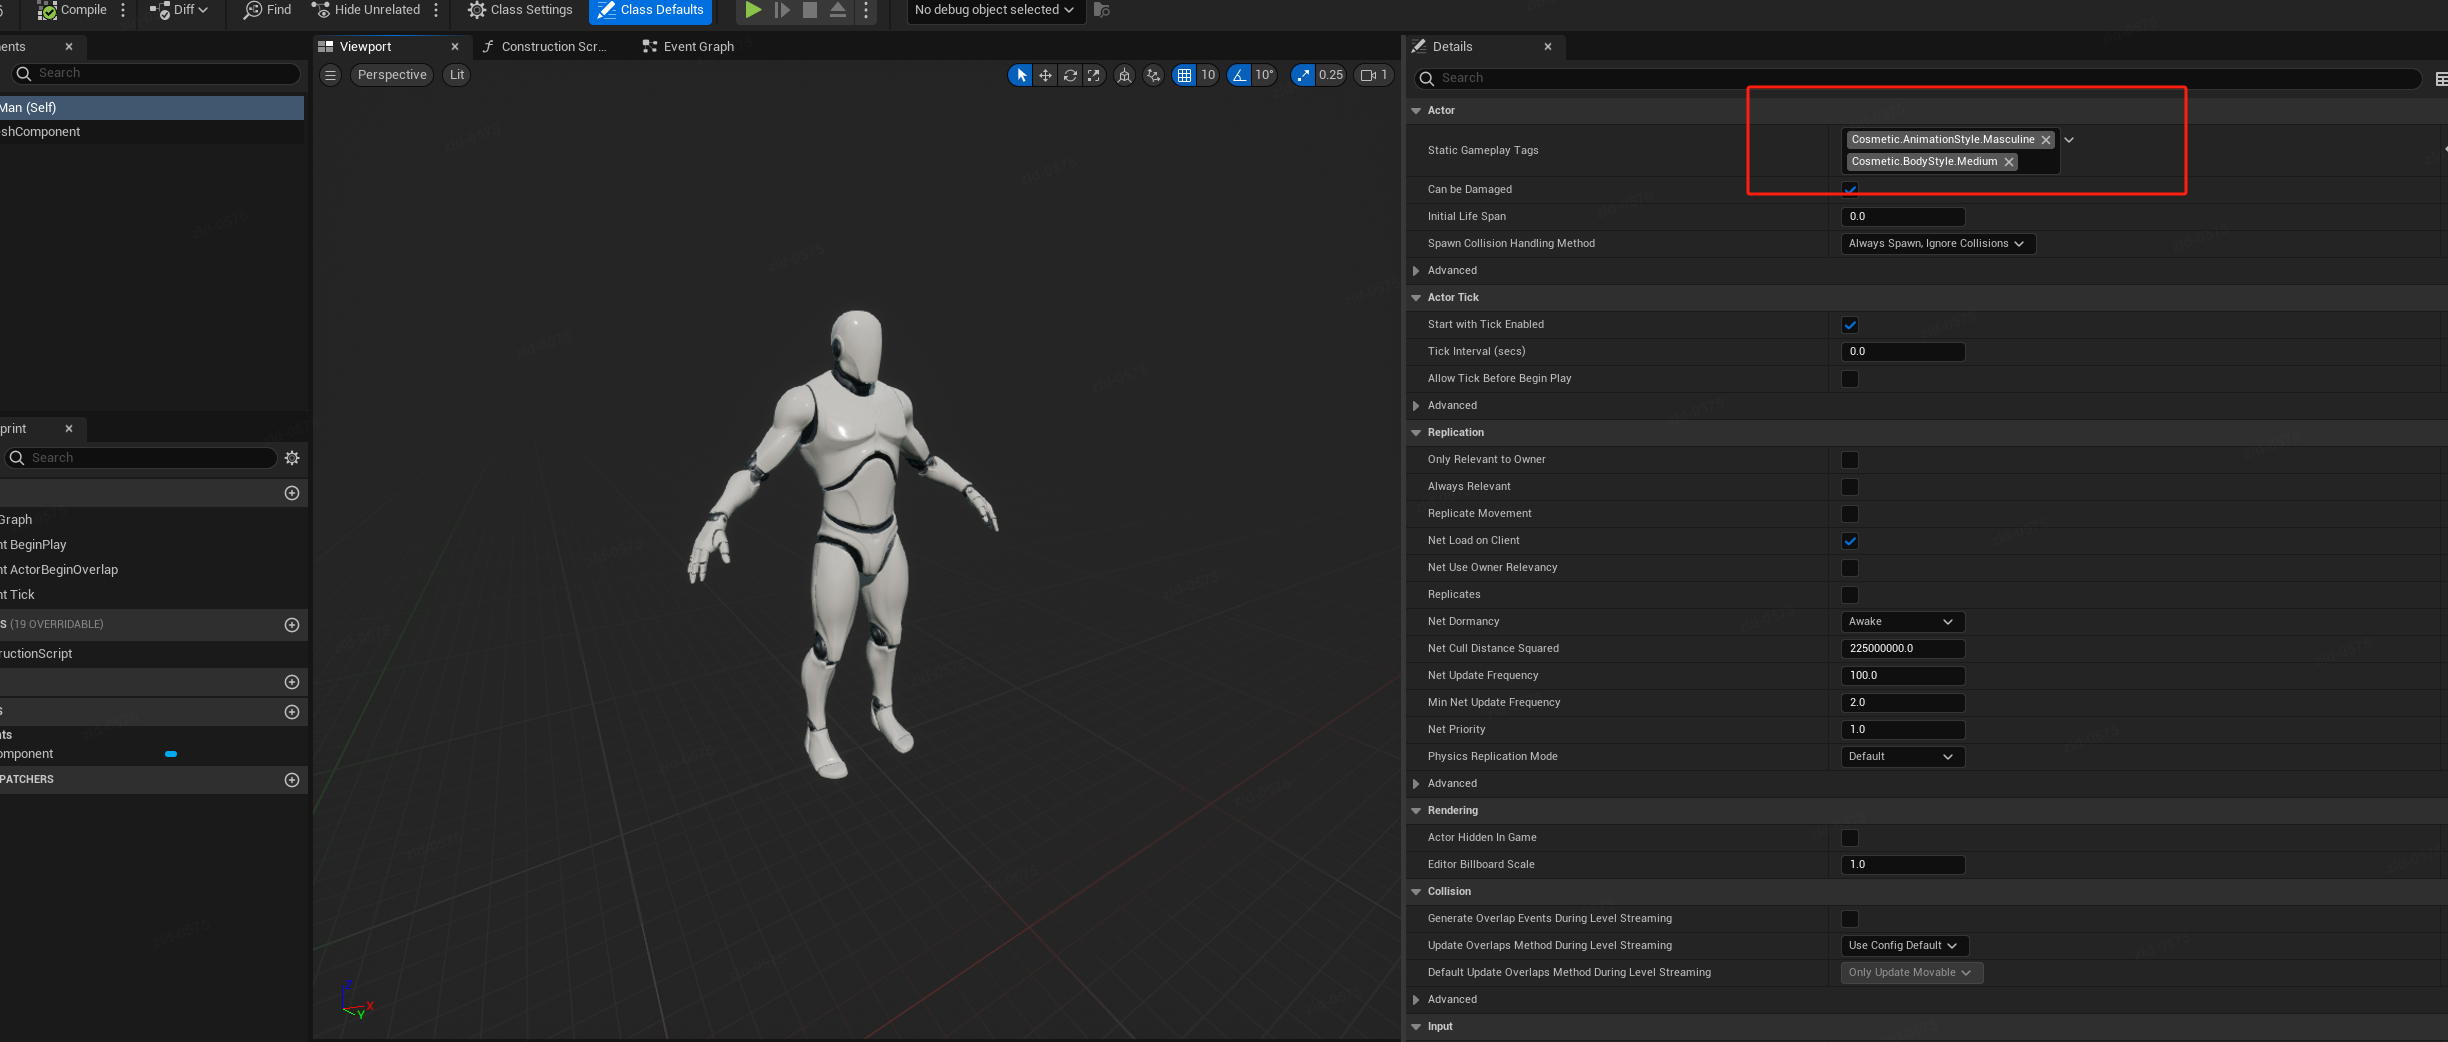 Compile
Diff
Find
Hide Unrelated
Class Settings
Class Defaults
No debug object selected
ents
Search
Man (Self)
shComponent
print
Search
Graph
nt BeginPlay
nt ActorBeginOverlap
nt Tick
S (19 OVERRIDABLE)
ructionScript
S
nts
omponent
PATCHERS
Viewport
Construction Scr...
Event Graph
Perspective
Lit
10
10°
0.25
1
Z
X
Y
Details
Search
Actor
Static Gameplay Tags
Cosmetic.AnimationStyle.Masculine
Cosmetic.BodyStyle.Medium
Can be Damaged
Initial Life Span 0.0
Spawn Collision Handling Method Always Spawn, Ignore Collisions
Advanced
Actor Tick
Start with Tick Enabled
Tick Interval (secs) 0.0
Allow Tick Before Begin Play
Advanced
Replication
Only Relevant to Owner
Always Relevant
Replicate Movement
Net Load on Client
Net Use Owner Relevancy
Replicates
Net Dormancy Awake
Net Cull Distance Squared 225000000.0
Net Update Frequency 100.0
Min Net Update Frequency 2.0
Net Priority 1.0
Physics Replication Mode Default
Advanced
Rendering
Actor Hidden In Game
Editor Billboard Scale 1.0
Collision
Generate Overlap Events During Level Streaming
Update Overlaps Method During Level Streaming Use Config Default
Default Update Overlaps Method During Level Streaming Only Update Movable
Advanced
Input